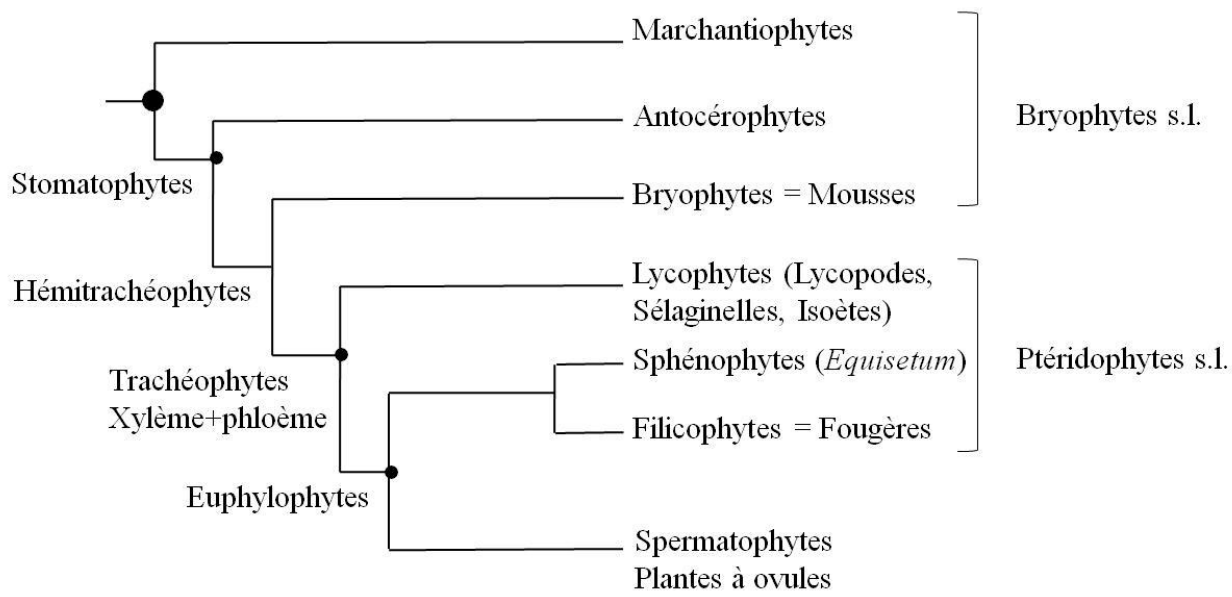 Marchantiophytes
Antocérophytes
Bryophytes s.l.
Stomatophytes
Bryophytes = Mousses
Hémitrachéophytes
Lycophytes (Lycopodes,
Sélaginelles, Isoètes)
Trachéophytes
Xylème+phloème
Sphénophytes (Equisetum)
Ptéridophytes s.l.
Filicophytes = Fougères
Euphylophytes
Spermatophytes
Plantes à ovules